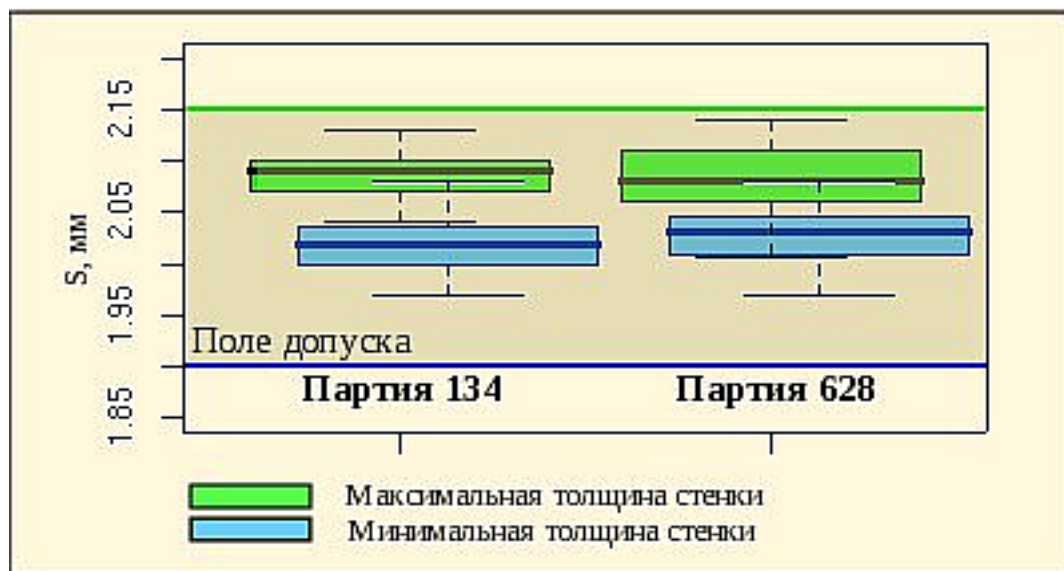 S, мм
2.15
2.05
1.95
1.85
Поле допуска
Партия 134
Партия 628
Максимальная толщина стенки
Минимальная толщина стенки